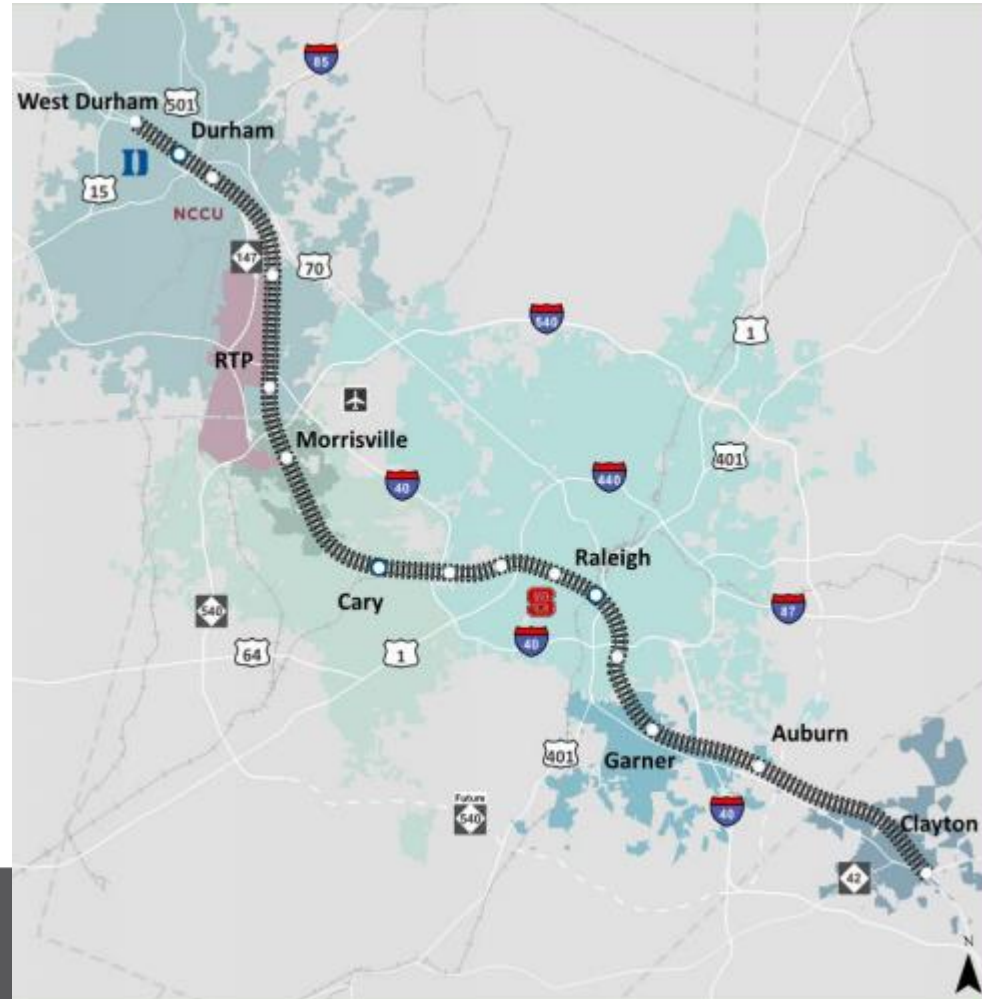 85
West Durham
501
Durham
D
15
NCCU
147
70
540
1
RTP
Morrisville
401
40
440
Raleigh
Cary
540
87
64
1
40
Auburn
401
Garner
Future
540
40
Clayton
42
N